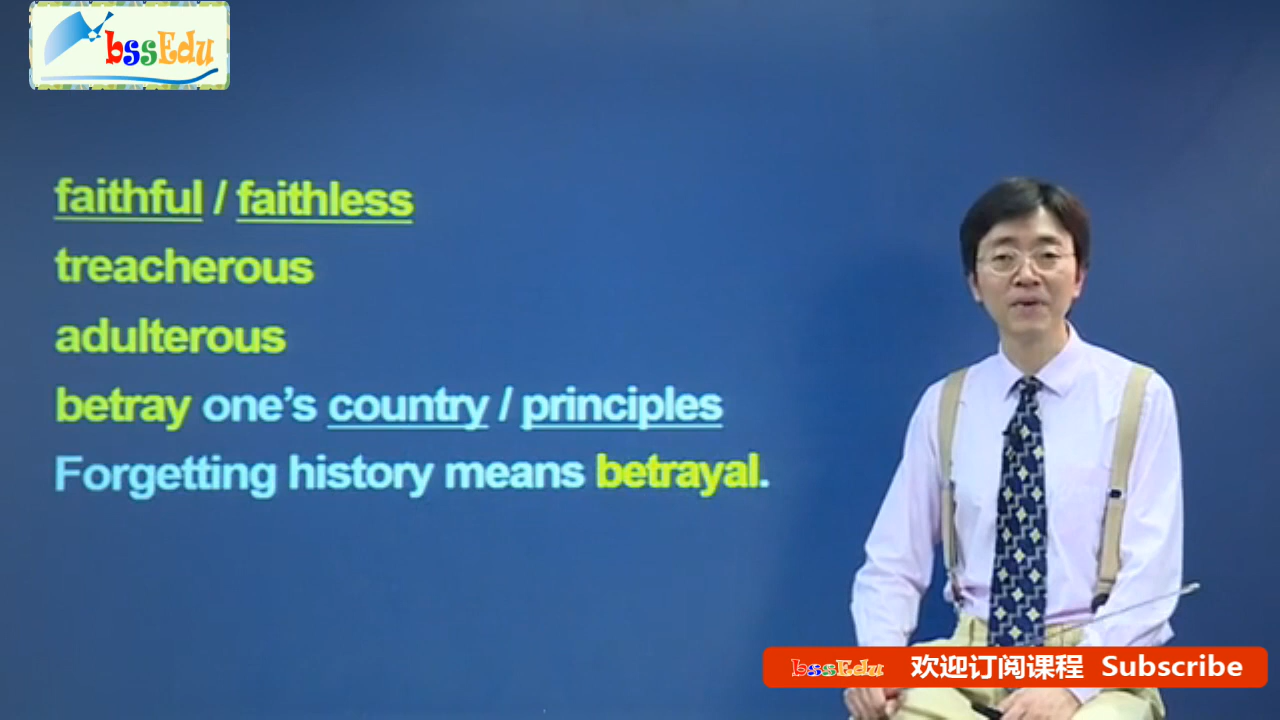 bssEdu
faithful / faithless
treacherous
adulterous
betray one’s country / principles
Forgetting history means betrayal.
bssEdu 欢迎订阅课程 Subscribe